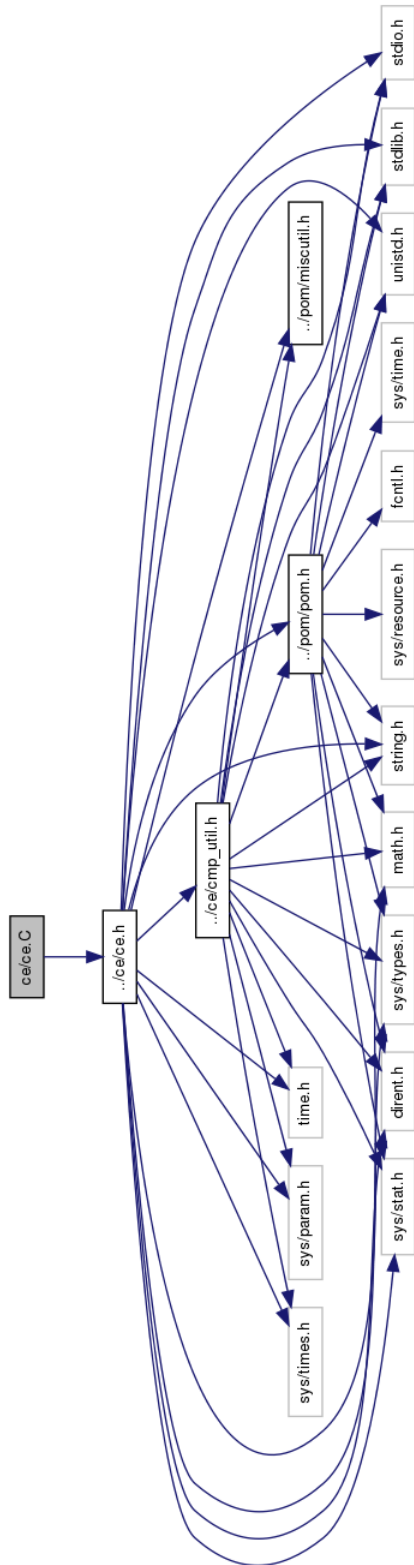 ce/ce.C
../ce/ce.h
../ce/cmp_util.h
sys/times.h
sys/param.h
time.h
../pom/pom.h
../pom/miscutil.h
sys/stat.h
dirent.h
sys/types.h
math.h
string.h
sys/resource.h
fcntl.h
sys/time.h
unistd.h
stdlib.h
stdio.h